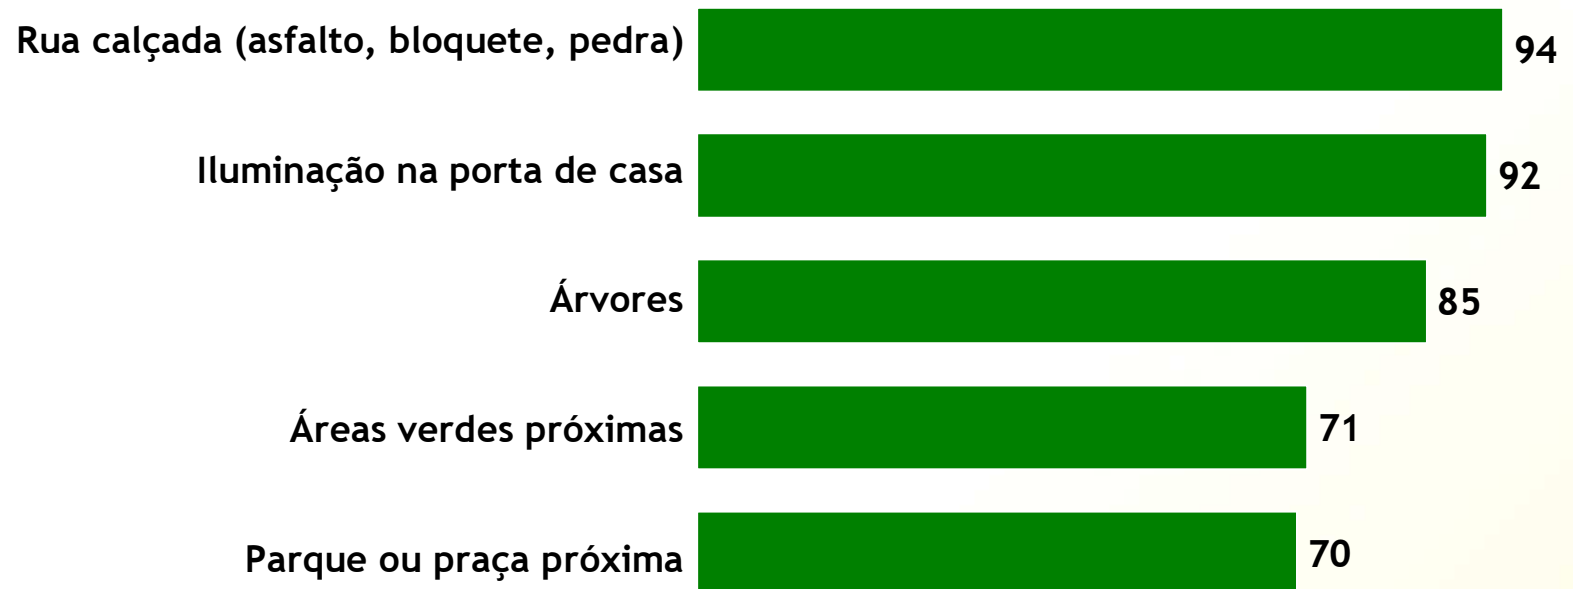 Rua calçada (asfalto, bloquete, pedra) 94
Iluminação na porta de casa 92
Árvores 85
Áreas verdes próximas 71
Parque ou praça próxima 70